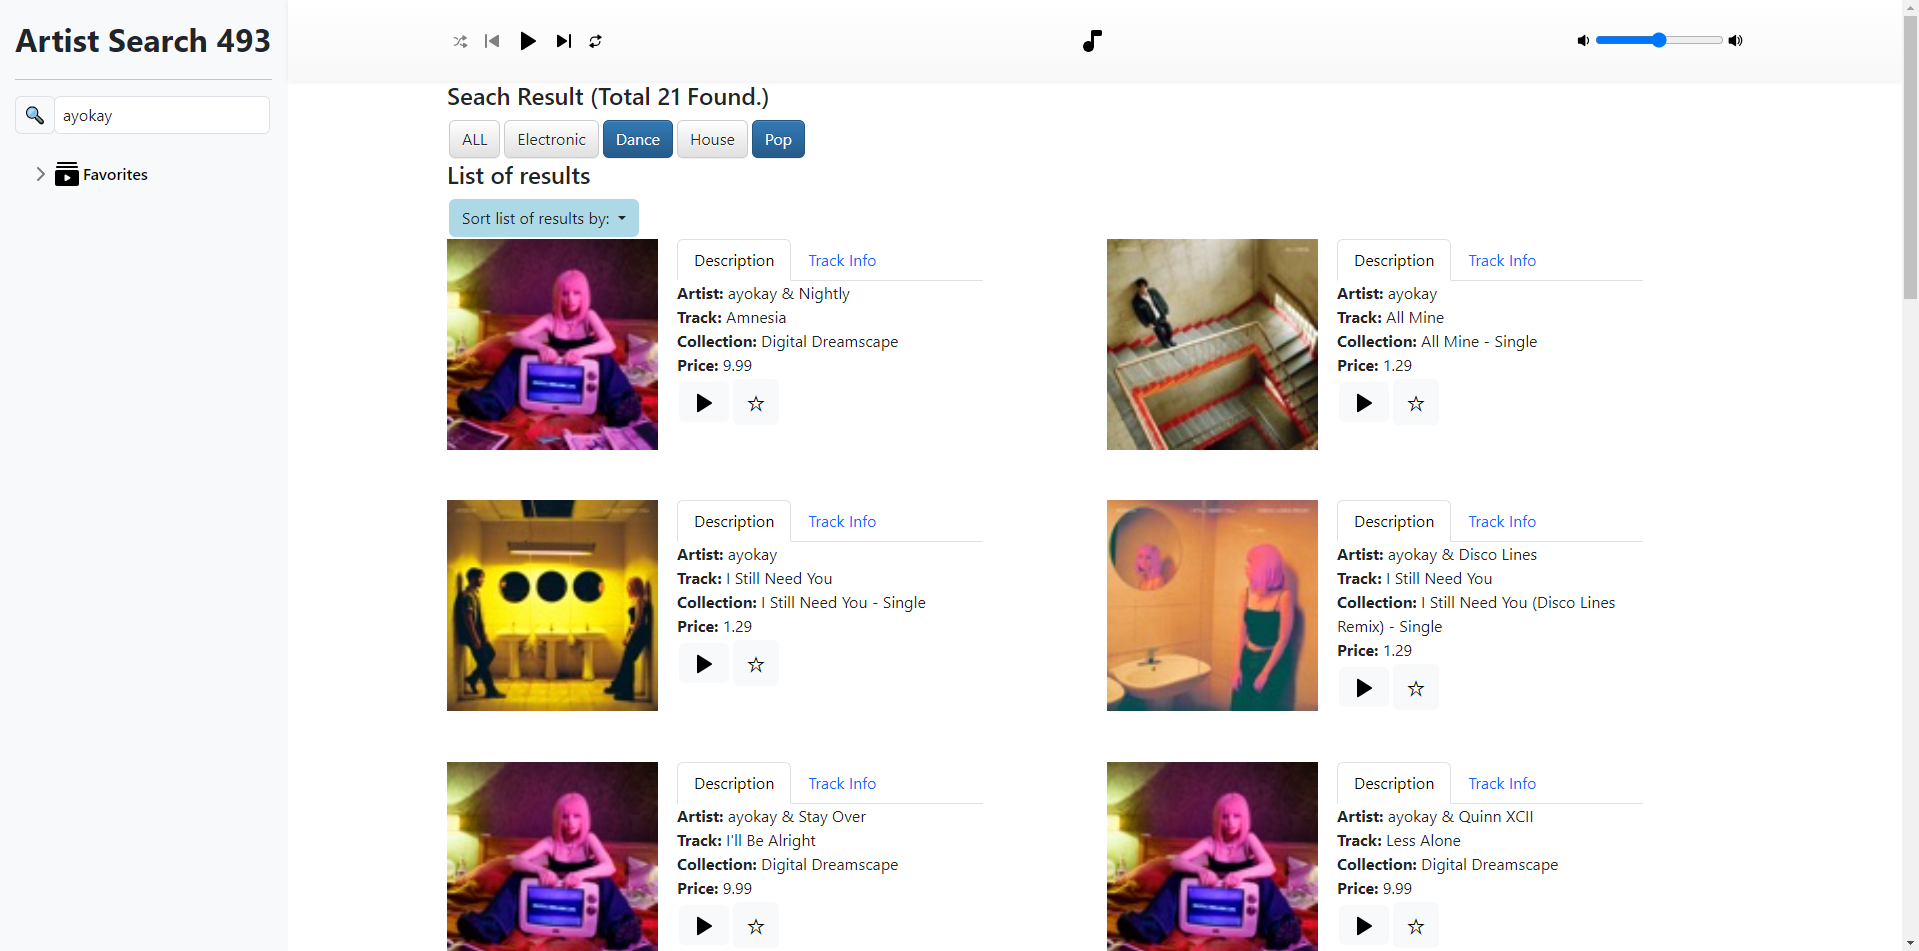 Artist Search 493
ayokay
Favorites
Seach Result (Total 21 Found.)
ALL Electronic Dance House Pop
List of results
Sort list of results by:
Description Track Info
Artist: ayokay & Nightly
Track: Amnesia
Collection: Digital Dreamscape
Price: 9.99
Description Track Info
Artist: ayokay
Track: All Mine
Collection: All Mine - Single
Price: 1.29
Description Track Info
Artist: ayokay
Track: I Still Need You
Collection: I Still Need You - Single
Price: 1.29
Description Track Info
Artist: ayokay & Disco Lines
Track: I Still Need You
Collection: I Still Need You (Disco Lines
Remix) - Single
Price: 1.29
Description Track Info
Artist: ayokay & Stay Over
Track: I'll Be Alright
Collection: Digital Dreamscape
Price: 9.99
Description Track Info
Artist: ayokay & Quinn XCII
Track: Less Alone
Collection: Digital Dreamscape
Price: 9.99